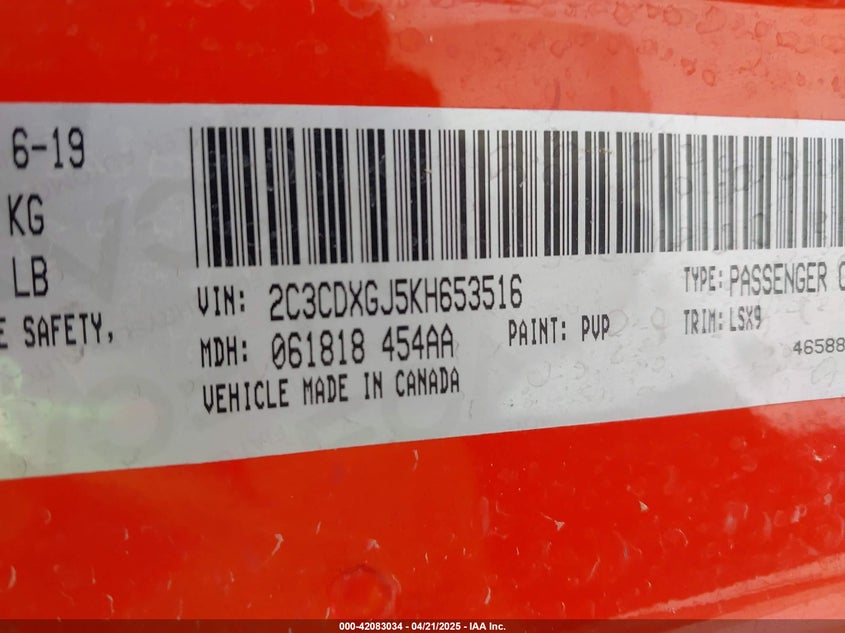 6-19
KG
LB
E SAFETY,
VIN: 2C3CDXGJ5KH653516
TYPE: PASSENGER C
MDH: 061818 454AA
PAINT: PVP
TRIM: LSX9
VEHICLE MADE IN CANADA
46588
000-42083034 - 04/21/2025 - IAA Inc.